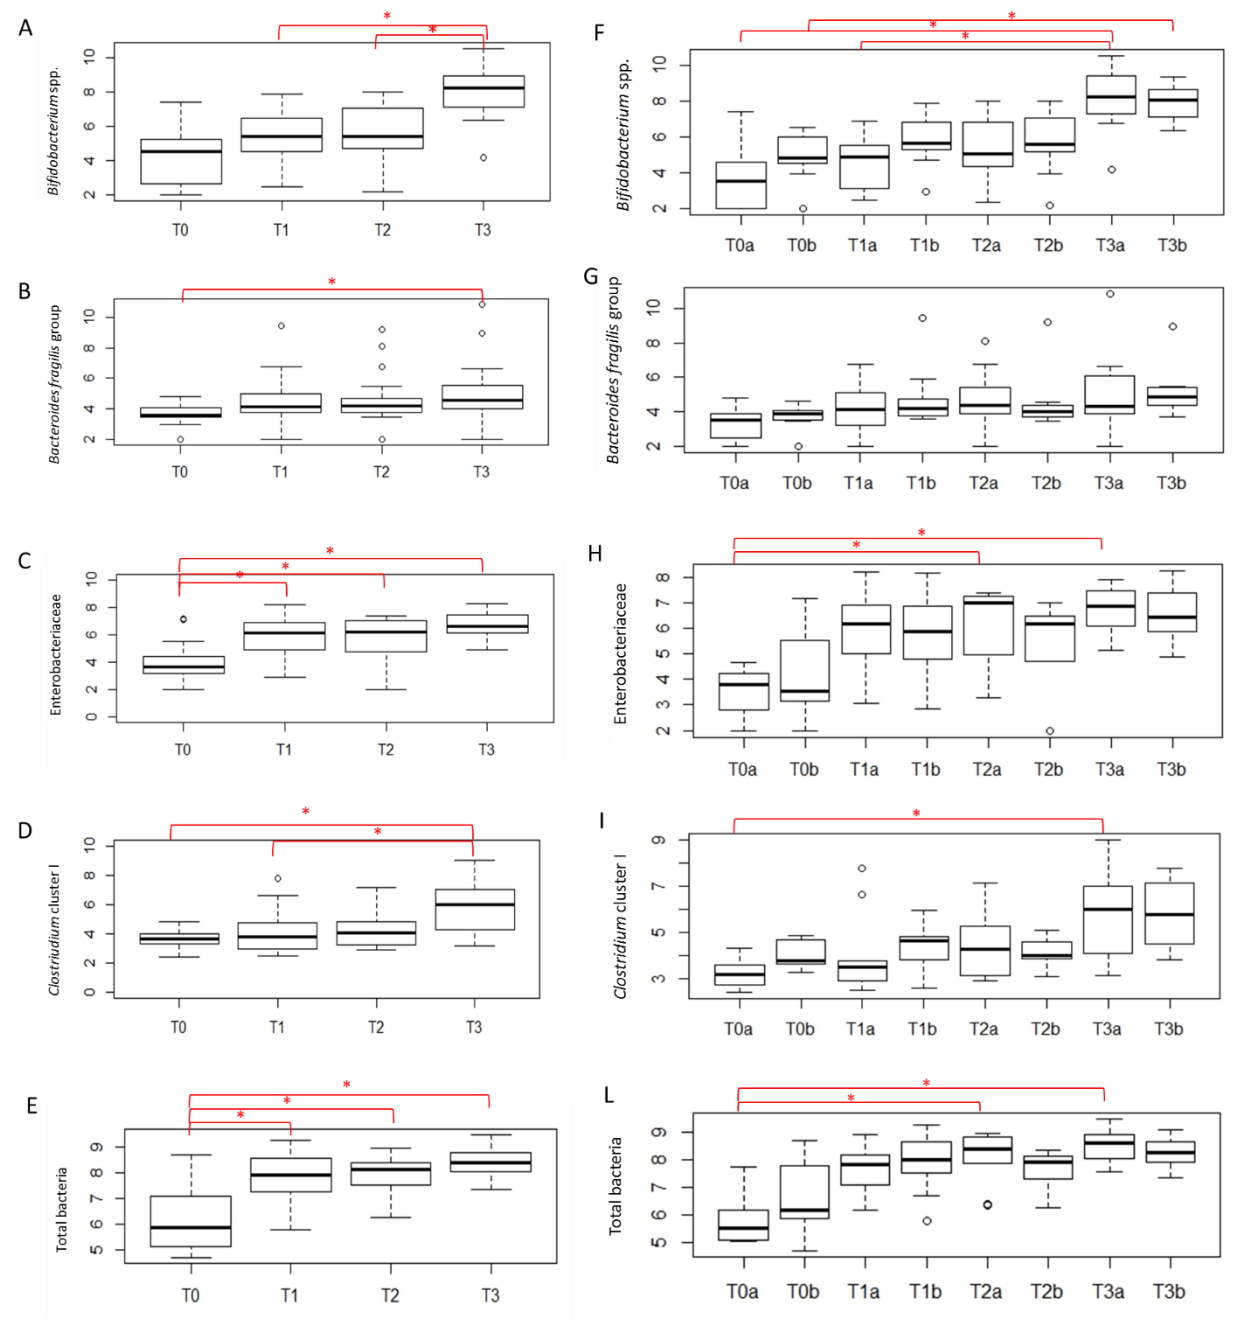 A
*
*
Bifidobacterium spp.
10
8
6
4
2
T0 T1 T2 T3
F
*
*
*
Bifidobacterium spp.
10
8
6
4
2
T0a T0b T1a T1b T2a T2b T3a T3b
B
*
Bacteroides fragilis group
10
8
6
4
2
T0 T1 T2 T3
G
Bacteroides fragilis group
10
8
6
4
2
T0a T0b T1a T1b T2a T2b T3a T3b
C
*
*
*
Enterobacteriaceae
10
8
6
4
2
0
T0 T1 T2 T3
H
*
*
Enterobacteriaceae
8
7
6
5
4
3
2
T0a T0b T1a T1b T2a T2b T3a T3b
D
*
*
Clostriudium cluster I
10
8
6
4
2
0
T0 T1 T2 T3
I
*
Clostridium cluster I
9
7
5
3
T0a T0b T1a T1b T2a T2b T3a T3b
E
*
*
*
Total bacteria
9
8
7
6
5
T0 T1 T2 T3
L
*
*
Total bacteria
9
8
7
6
5
T0a T0b T1a T1b T2a T2b T3a T3b